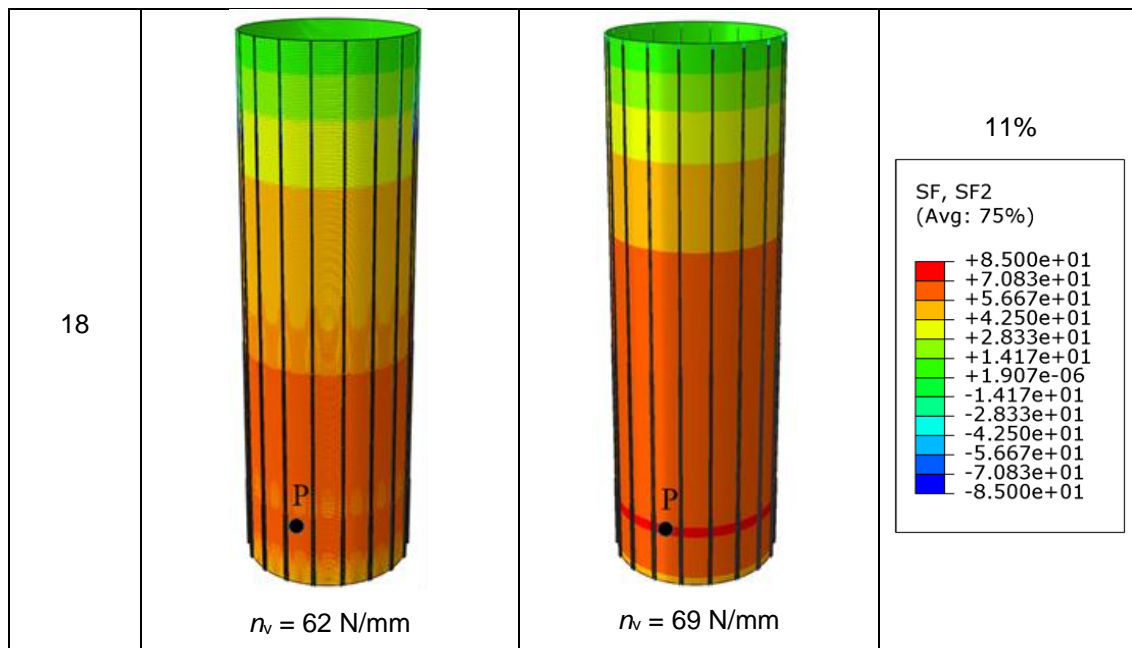 18
P
n_v = 62 N/mm
P
n_v = 69 N/mm
11%
SF, SF2
(Avg: 75%)
+8.500e+01
+7.083e+01
+5.667e+01
+4.250e+01
+2.833e+01
+1.417e+01
+1.907e-06
-1.417e+01
-2.833e+01
-4.250e+01
-5.667e+01
-7.083e+01
-8.500e+01